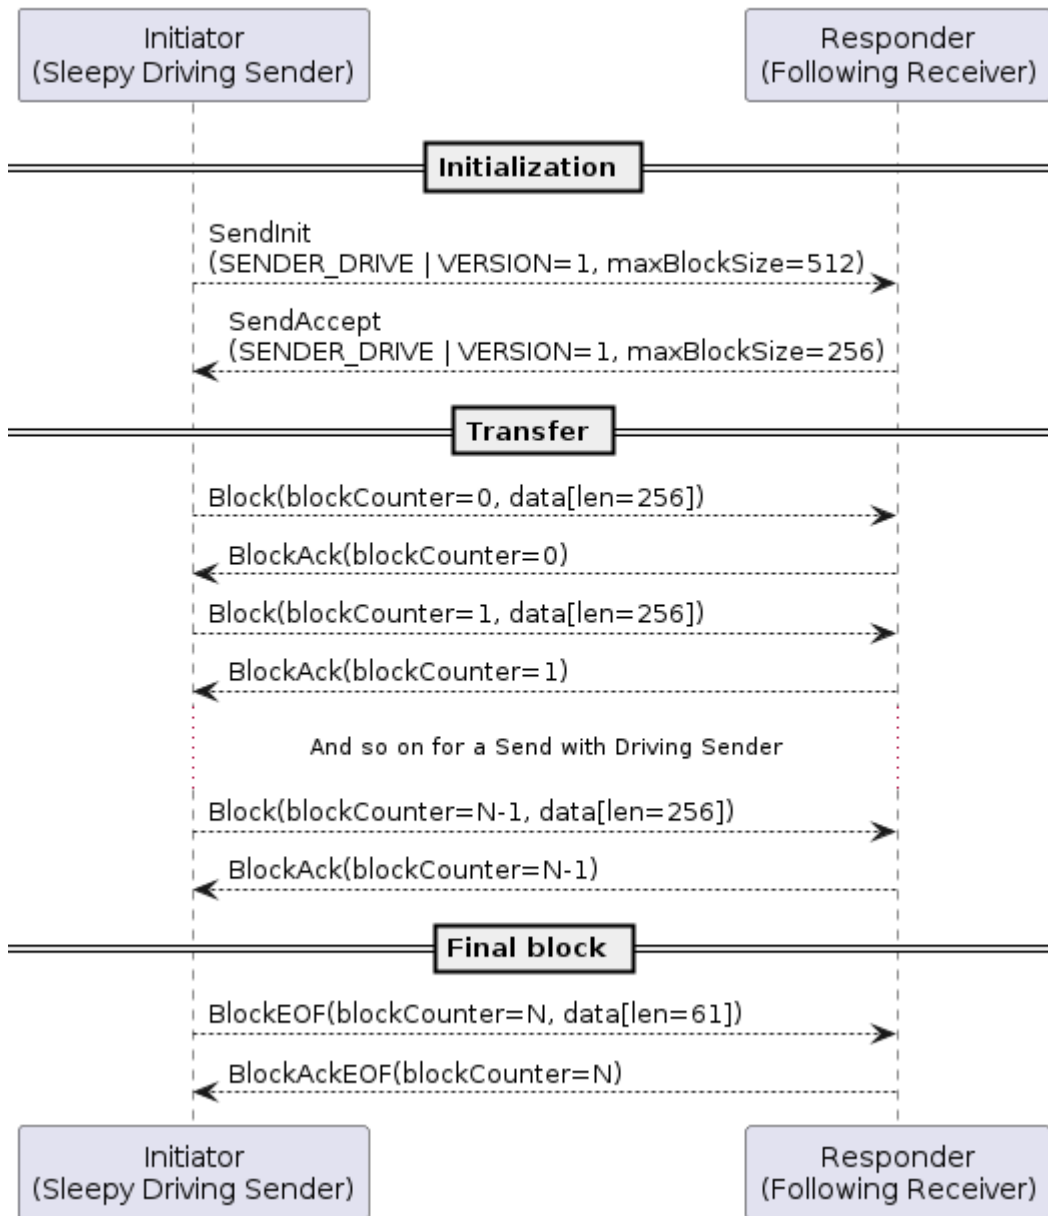 Initiator
(Sleepy Driving Sender)
Responder
(Following Receiver)
Initialization
SendInit
(SENDER_DRIVE | VERSION=1, maxBlockSize=512)
SendAccept
(SENDER_DRIVE | VERSION=1, maxBlockSize=256)
Transfer
Block(blockCounter=0, data[len=256])
BlockAck(blockCounter=0)
Block(blockCounter=1, data[len=256])
BlockAck(blockCounter=1)
And so on for a Send with Driving Sender
Block(blockCounter=N-1, data[len=256])
BlockAck(blockCounter=N-1)
Final block
BlockEOF(blockCounter=N, data[len=61])
BlockAckEOF(blockCounter=N)
Initiator
(Sleepy Driving Sender)
Responder
(Following Receiver)